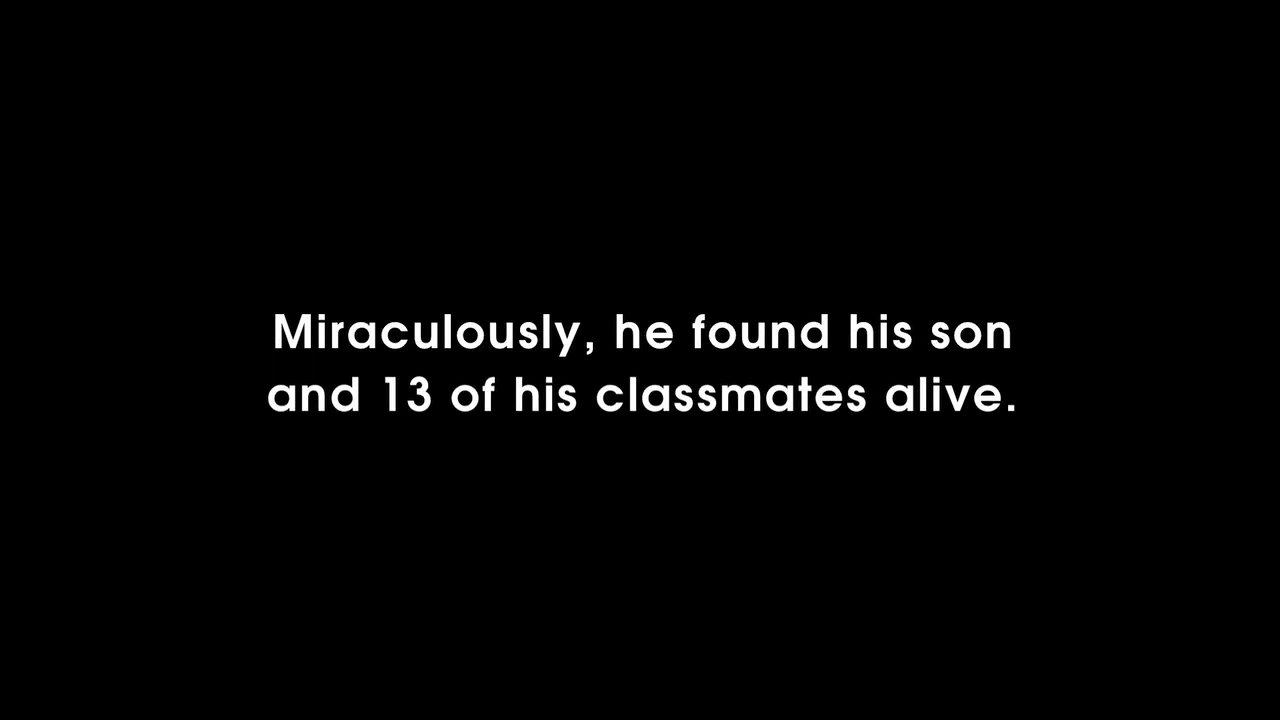 Miraculously, he found his son
and 13 of his classmates alive.